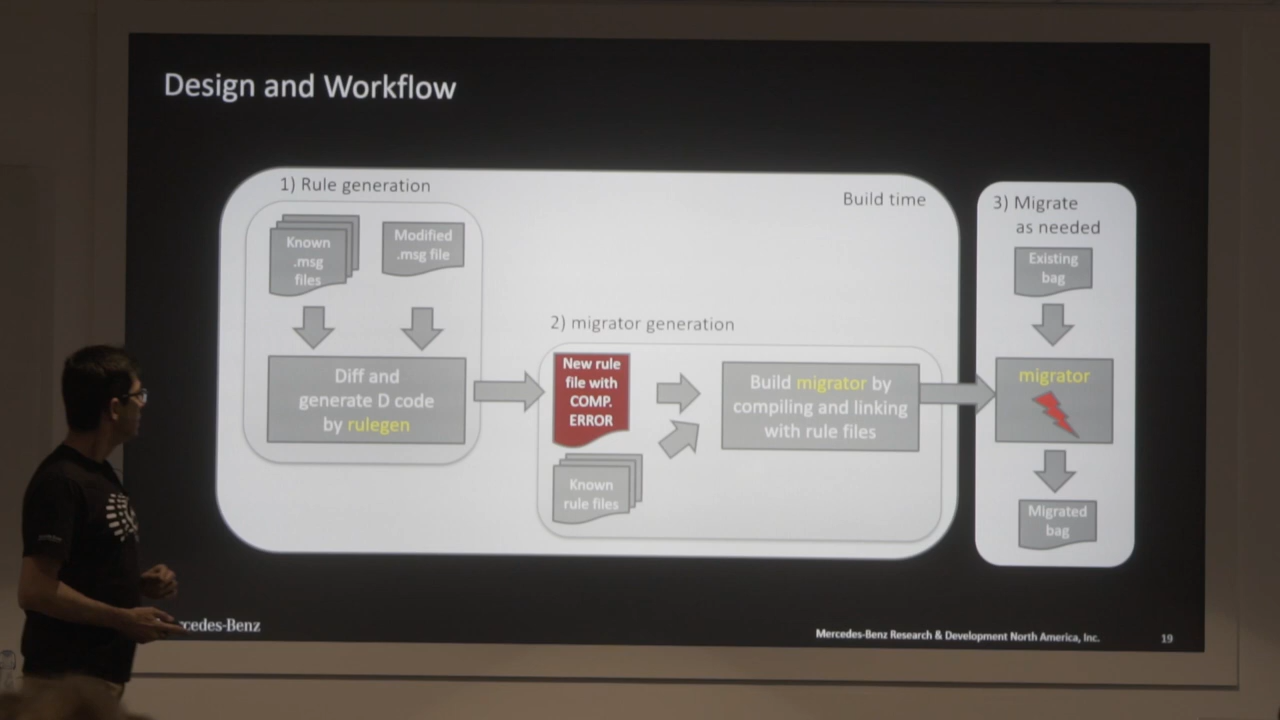 Design and Workflow
1) Rule generation
Build time
Known
.msg
files
Modified
.msg file
Diff and
generate D code
by rulegen
2) migrator generation
New rule
file with
COMP.
ERROR
Known
rule files
Build migrator by
compiling and linking
with rule files
3) Migrate
as needed
Existing
bag
migrator
Migrated
bag
cedes-Benz
Mercedes-Benz Research & Development North America, Inc.
19